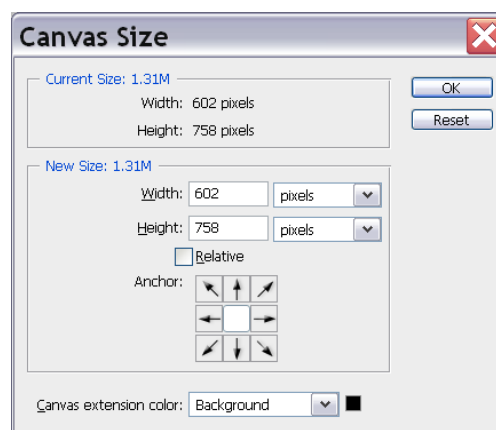 Canvas Size
Current Size: 1.31M
Width: 602 pixels
Height: 758 pixels
OK
Reset
New Size: 1.31M
Width: 602 pixels
Height: 758 pixels
Relative
Anchor:
Canvas extension color: Background